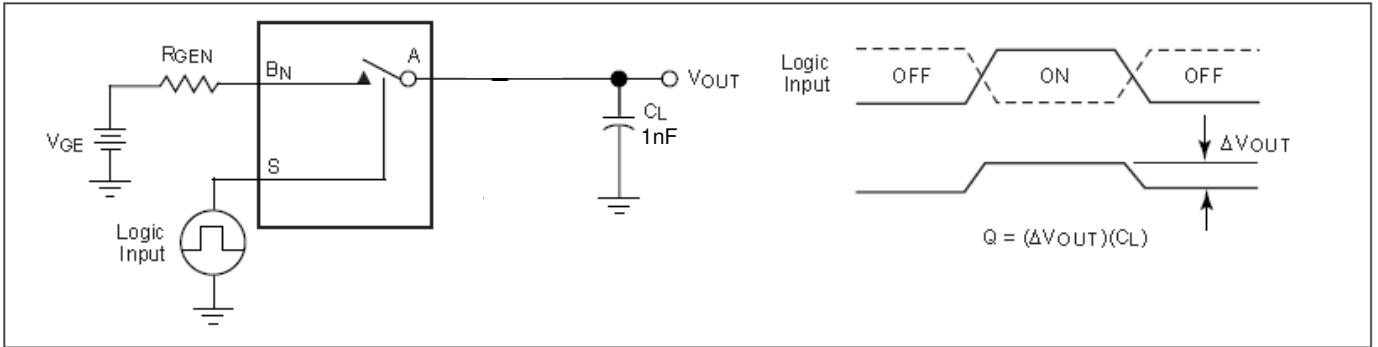 RGEN
BN
A
VOUT
CL
1nF
VGE
S
Logic
Input
Logic
Input
OFF
ON
OFF
ΔVOUT
Q = (ΔVOUT)(CL)